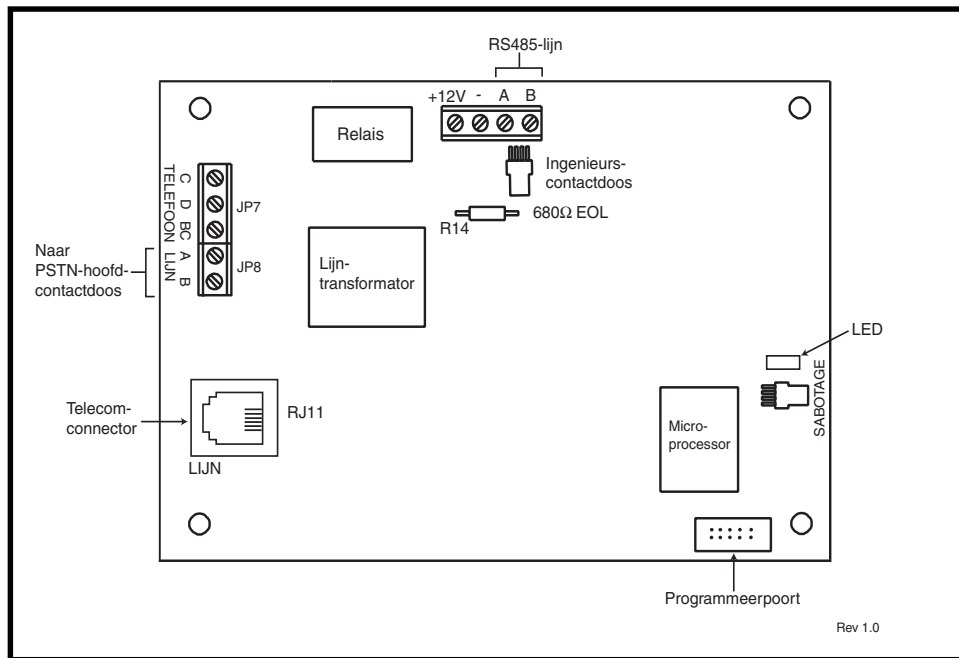 RS485-lijn
+12V - A B
Relais
Ingenieurs-
contactdoos
680Ω EOL
R14
C
D
BC
TELEFOON
JP7
A
B
LIJN
JP8
Naar
PSTN-hoofd-
contactdoos
Lijn-
transformator
LED
SABOTAGE
Telecom-
connector
RJ11
LIJN
Micro-
processor
Programmeerpoort
Rev 1.0